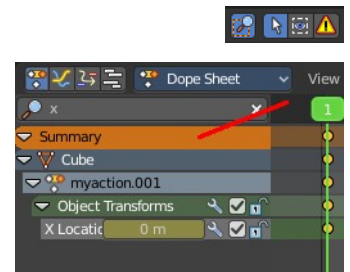 Dope Sheet View
x 1
Summary
Cube
myaction.001
Object Transforms
X Locatic 0 m